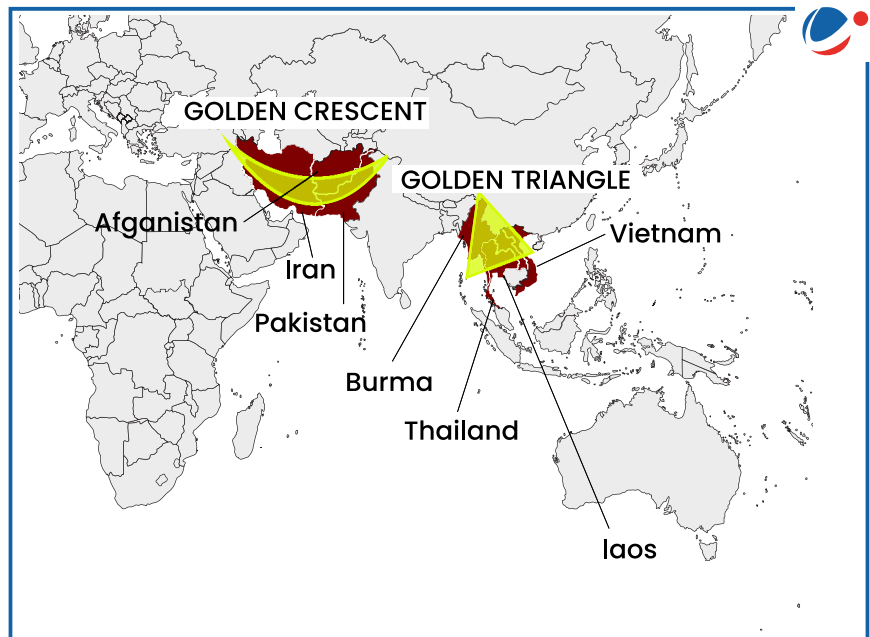 GOLDEN CRESCENT
GOLDEN TRIANGLE
Afganistan
Vietnam
Iran
Pakistan
Burma
Thailand
laos